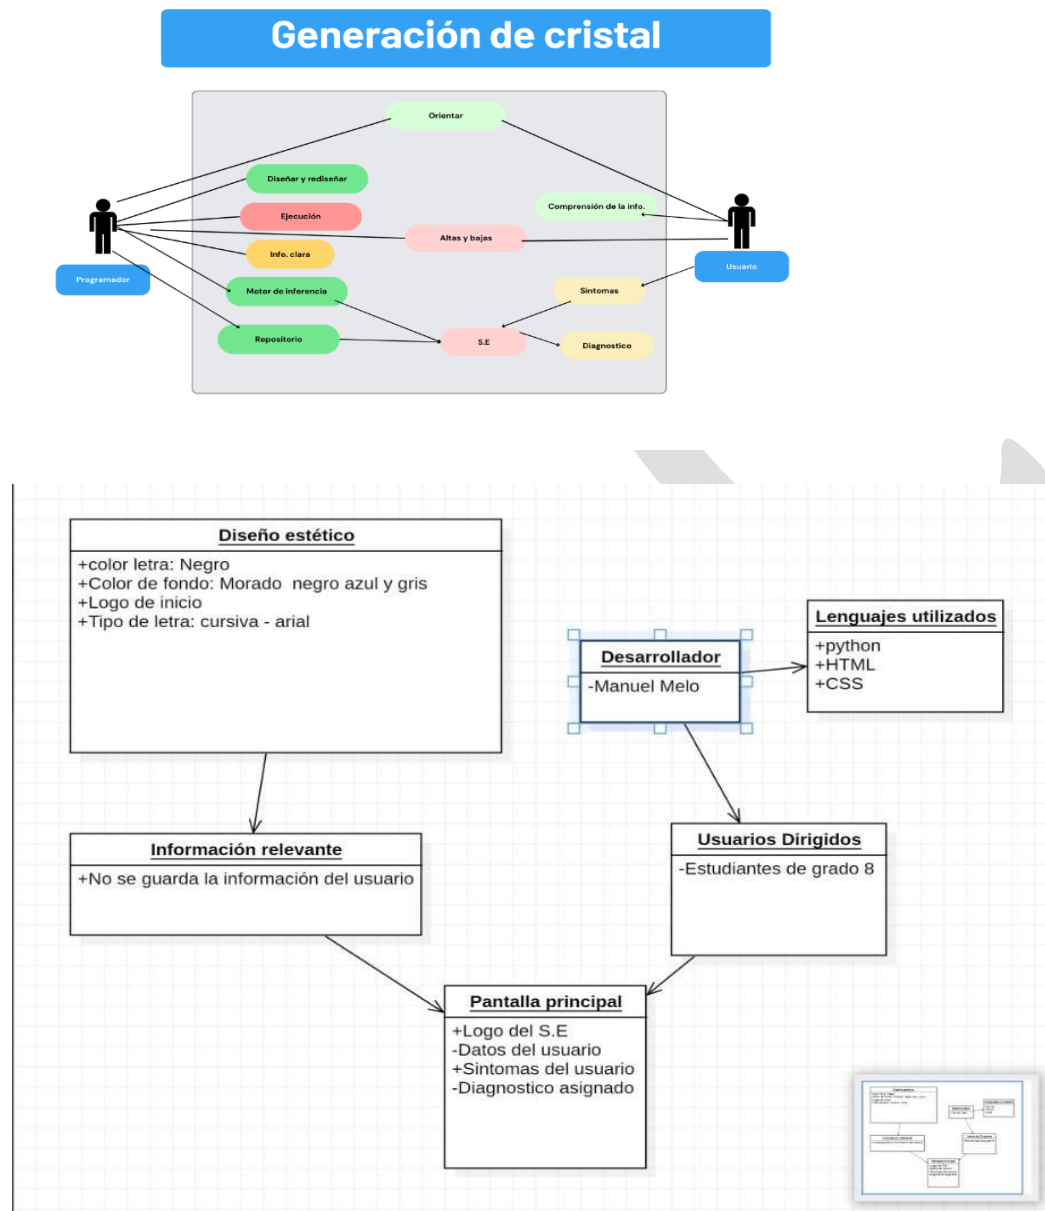 Generación de cristal
Orientar
Diseñar y rediseñar
Comprensión de la info.
Ejecución
Altas y bajas
Info. clara
Programador
Usuario
Motor de inferencia
Sintomas
Repositorio
S.E
Diagnostico
Diseño estético
+color letra: Negro
+Color de fondo: Morado negro azul y gris
+Logo de inicio
+Tipo de letra: cursiva - arial
Desarrollador
-Manuel Melo
Lenguajes utilizados
+python
+HTML
+CSS
Información relevante
+No se guarda la información del usuario
Usuarios Dirigidos
-Estudiantes de grado 8
Pantalla principal
+Logo del S.E
-Datos del usuario
+Sintomas del usuario
-Diagnostico asignado